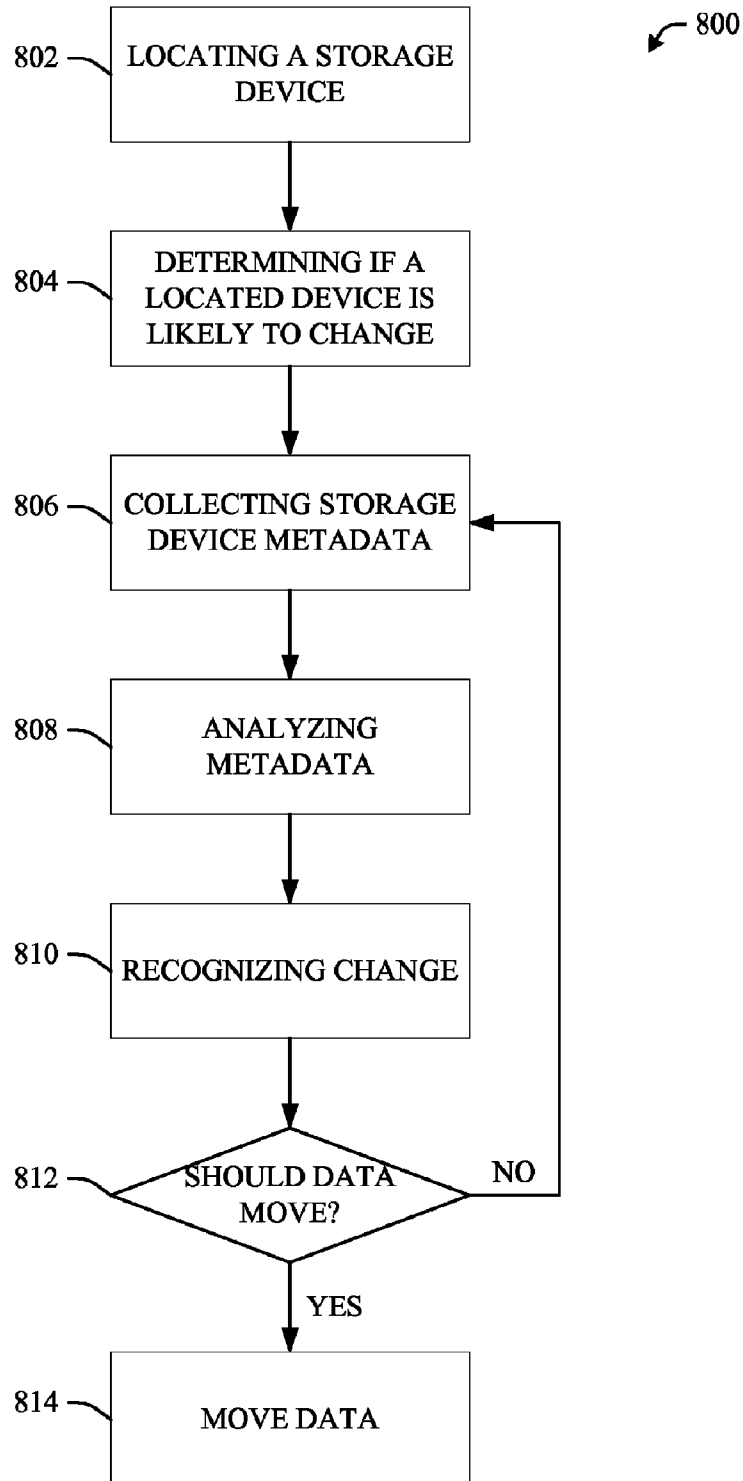 800
802
LOCATING A STORAGE
DEVICE
804
DETERMINING IF A
LOCATED DEVICE IS
LIKELY TO CHANGE
806
COLLECTING STORAGE
DEVICE METADATA
808
ANALYZING
METADATA
810
RECOGNIZING CHANGE
812
SHOULD DATA
MOVE?
NO
YES
814
MOVE DATA